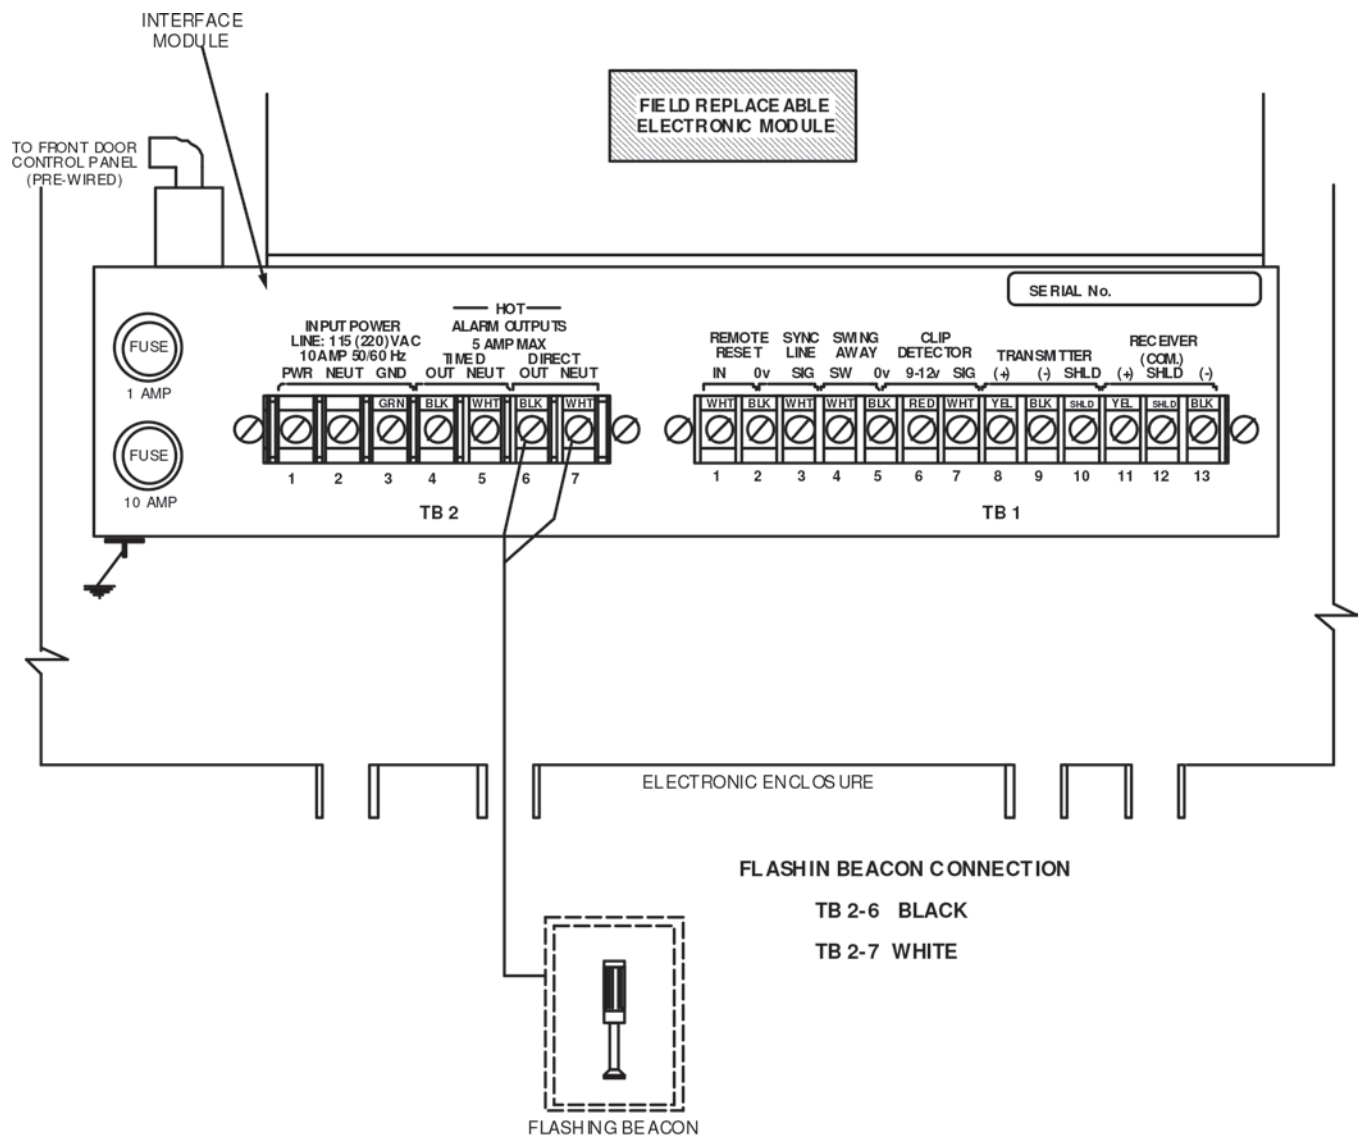 INTERFACE
MODULE
FIELD REPLACEABLE
ELECTRONIC MODULE
TO FRONT DOOR
CONTROL PANEL
(PRE-WIRED)
SERIAL No.
FUSE
1 AMP
FUSE
10 AMP
INPUT POWER
LINE: 115 (220) VAC
10 AMP 50/60 Hz
PWR NEUT GND
HOT
ALARM OUTPUTS
5 AMP MAX
TIMED DIRECT
OUT NEUT OUT NEUT
GRN BLK WHT BLK WHT
1 2 3 4 5 6 7
TB 2
REMOTE
RESET
IN 0v
SYNC
LINE
SIG
SWING
AWAY
SW 0v
CLIP
DETECTOR
9-12v SIG
TRANSMITTER
(+) (-) SHLD
RECEIVER
(COM.)
(+) SHLD (-)
WHT BLK WHT WHT BLK RED WHT YEL BLK SHLD YEL SHLD BLK
1 2 3 4 5 6 7 8 9 10 11 12 13
TB 1
ELECTRONIC ENCLOSURE
FLASHIN BEACON CONNECTION
TB 2-6 BLACK
TB 2-7 WHITE
FLASHING BEACON